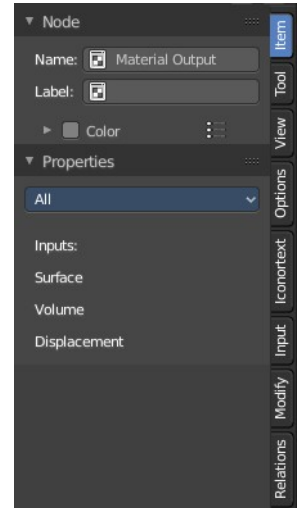 Node
Name: Material Output
Label:
Color
Properties
All
Inputs:
Surface
Volume
Displacement
Item
Tool
View
Options
Iconortext
Input
Modify
Relations